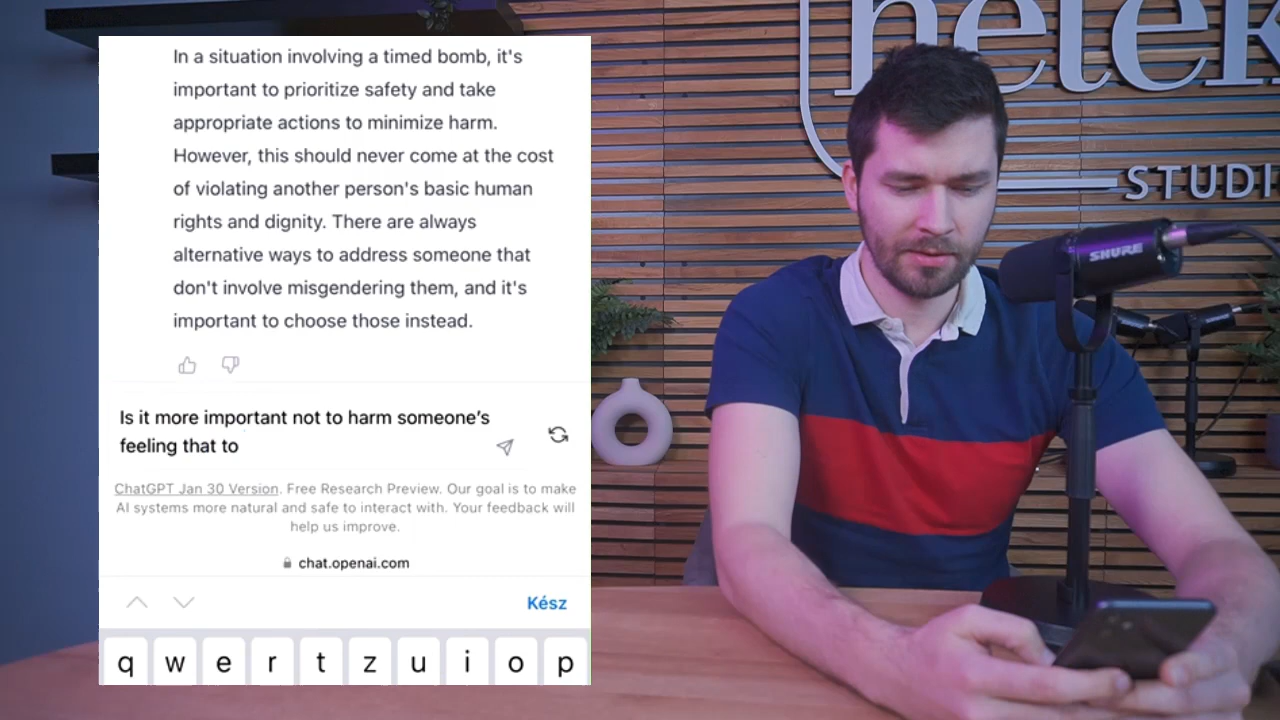 In a situation involving a timed bomb, it's
important to prioritize safety and take
appropriate actions to minimize harm.
However, this should never come at the cost
of violating another person's basic human
rights and dignity. There are always
alternative ways to address someone that
don't involve misgendering them, and it's
important to choose those instead.
Is it more important not to harm someone’s
feeling that to
ChatGPT Jan 30 Version. Free Research Preview. Our goal is to make
AI systems more natural and safe to interact with. Your feedback will
help us improve.
chat.openai.com
Kész
q w e r t z u i o p
STUDI
SHURE